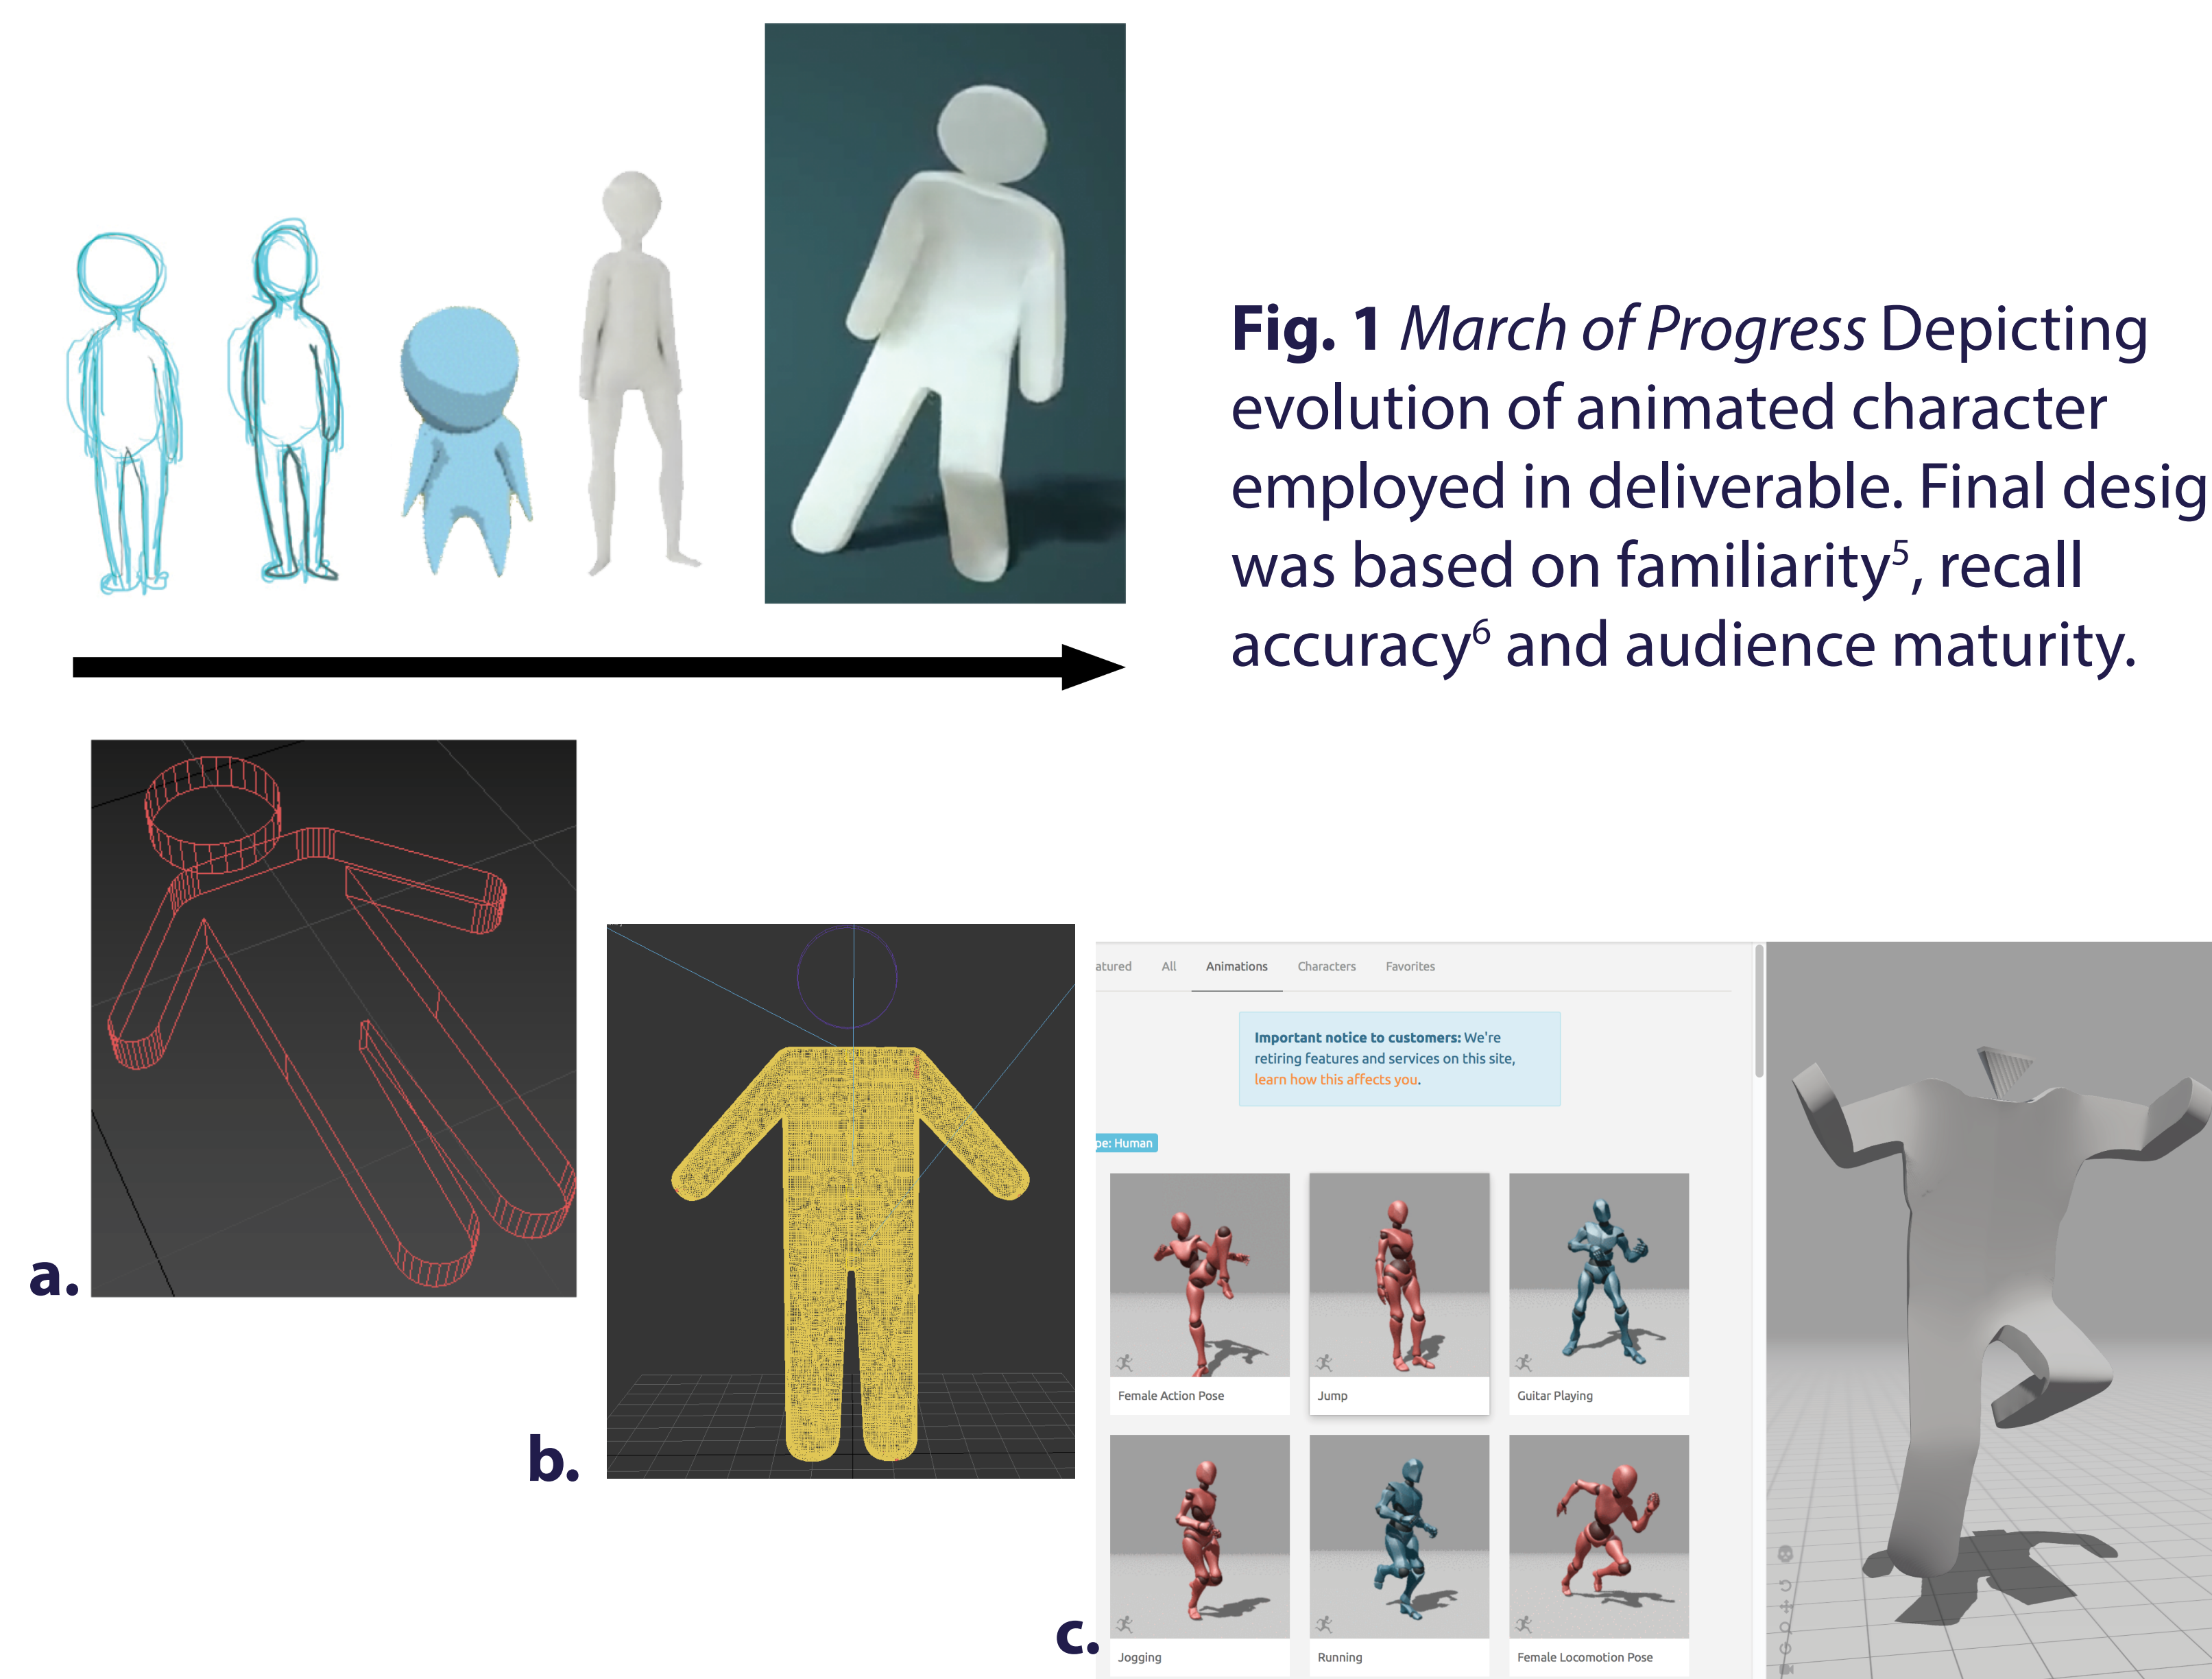 Fig. 1 March of Progress Depicting
evolution of animated character
employed in deliverable. Final desig
was based on familiarity5, recall
accuracy6 and audience maturity.
a.
b.
c.
atured All Animations Characters Favorites
Important notice to customers: We're
retiring features and services on this site,
learn how this affects you.
pe: Human
Female Action Pose
Jump
Guitar Playing
Jogging
Running
Female Locomotion Pose